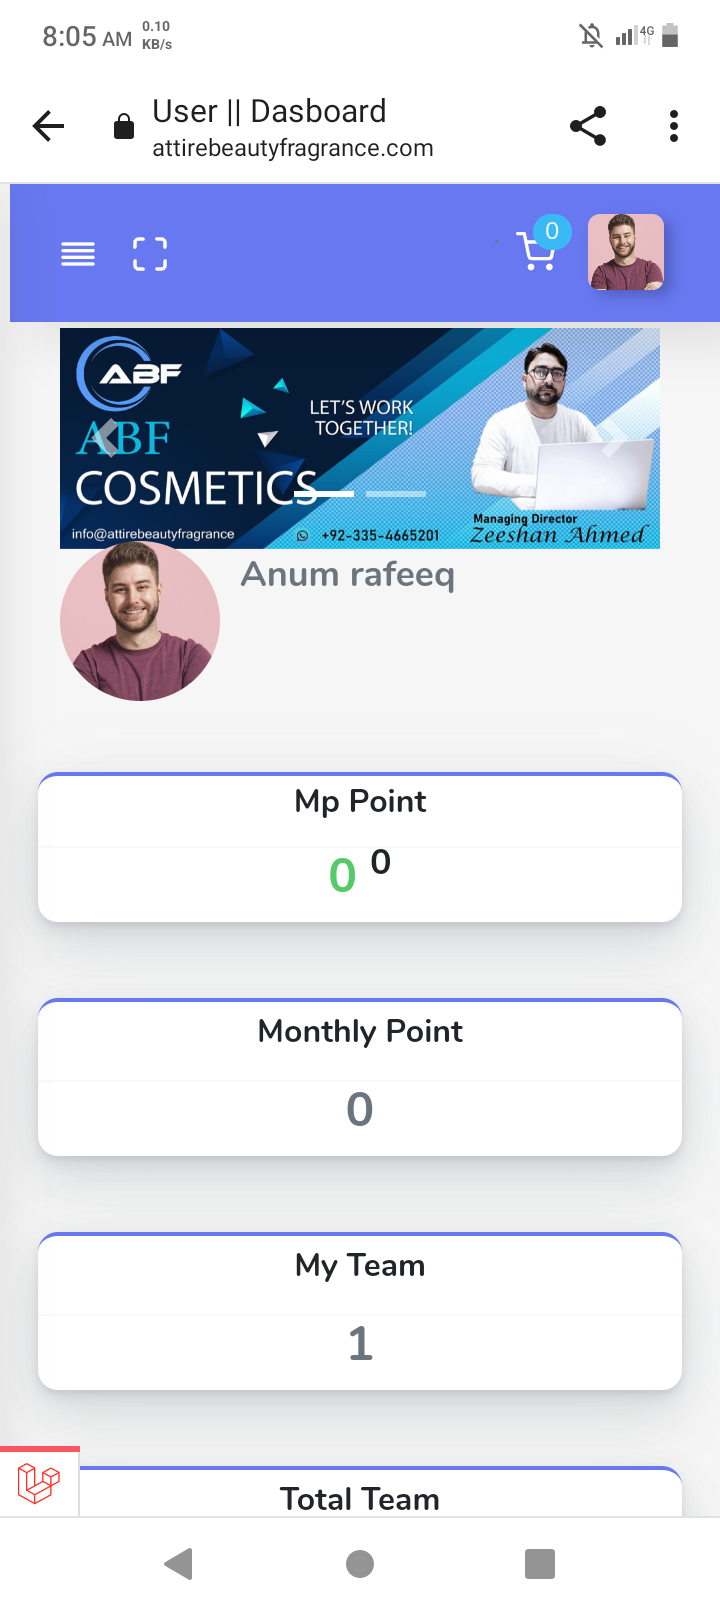 8:05 AM 0.10 KB/s
4G
User || Dasboard
attirebeautyfragrance.com
0
ABF
ABF
COSMETICS
LET'S WORK
TOGETHER!
info@attirebeautyfragrance
+92-335-4665201
Managing Director
Zeeshan Ahmed
Anum rafeeq
Mp Point
0 0
Monthly Point
0
My Team
1
Total Team